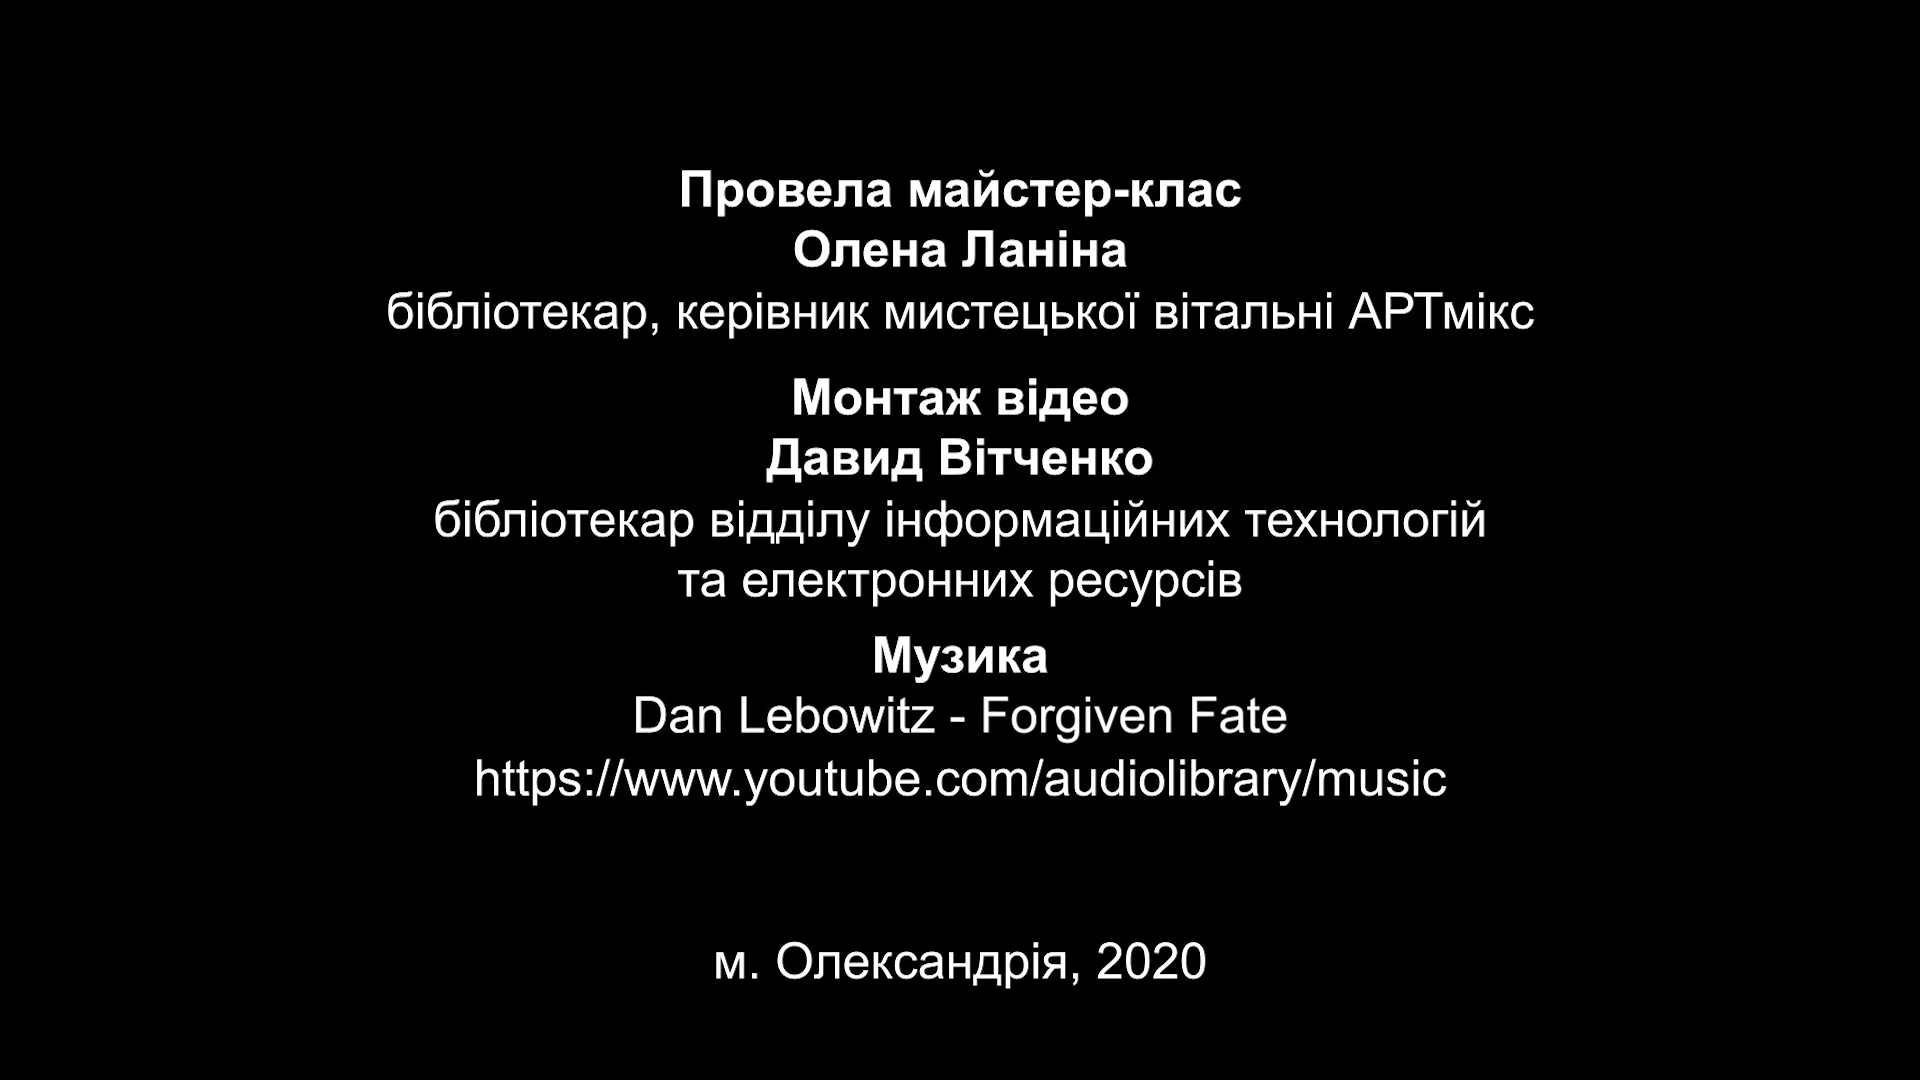 Провела майстер-клас
Олена Ланіна
бібліотекар, керівник мистецької вітальні АРТмікс
Монтаж відео
Давид Вітченко
бібліотекар відділу інформаційних технологій
та електронних ресурсів
Музика
Dan Lebowitz - Forgiven Fate
https://www.youtube.com/audiolibrary/music
м. Олександрія, 2020